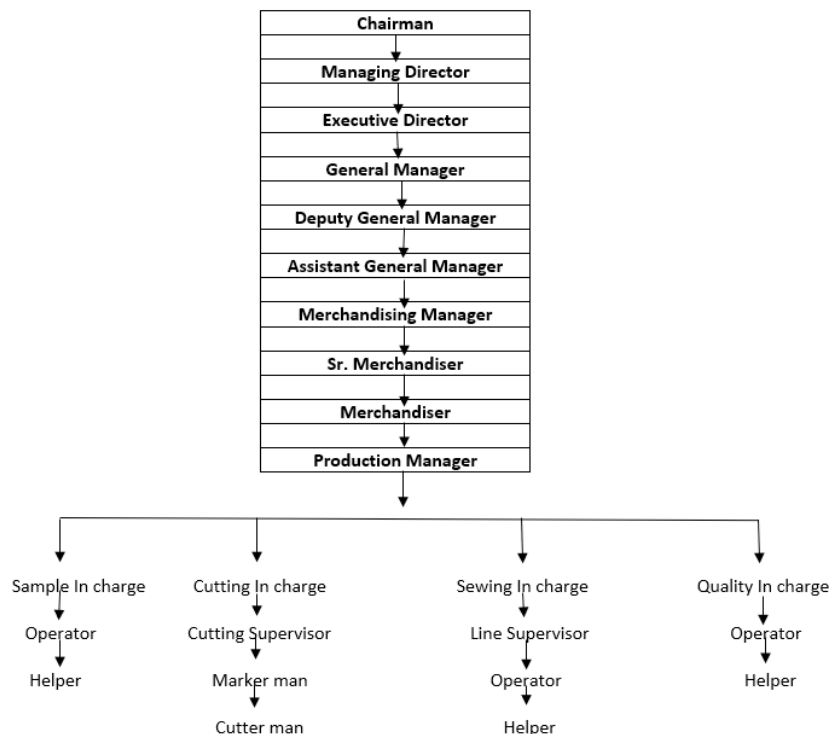 Chairman
Managing Director
Executive Director
General Manager
Deputy General Manager
Assistant General Manager
Merchandising Manager
Sr. Merchandiser
Merchandiser
Production Manager
Sample In charge Cutting In charge Sewing In charge Quality In charge
Operator Cutting Supervisor Line Supervisor Operator
Helper Marker man Operator Helper
Cutter man Helper